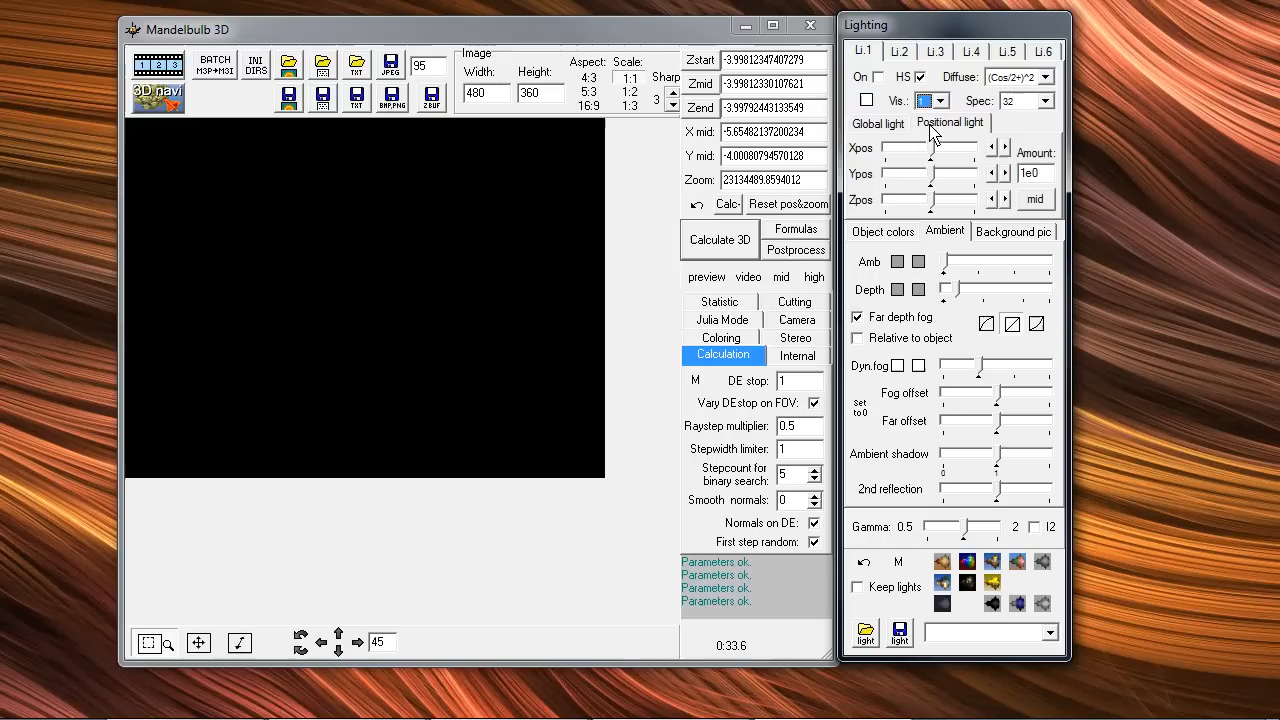 Mandelbulb 3D
1 2 3
BATCH
M3P>M3I
INI
DIRS
TXT
JPEG
95
3D navi
TXT
BMP,PNG
Z BUF
Image
Width:
480
Height:
360
Aspect:
4:3
5:3
16:9
Scale:
1:1
1:2
1:3
Sharp
3
Zstart
-3.99812347407279
Zmid
-3.99812330107621
Zend
-3.99792443133549
X mid:
-5.65482137200234
Y mid:
-4.00080794570128
Zoom:
23134489.8594012
Calc-
Reset pos&zoom
Calculate 3D
Formulas
Postprocess
preview
video
mid
high
Statistic
Cutting
Julia Mode
Camera
Coloring
Stereo
Calculation
Internal
M
DE stop:
1
Vary DEstop on FOV:
Raystep multiplier:
0.5
Stepwidth limiter:
1
Stepcount for
binary search:
5
Smooth normals:
0
Normals on DE:
First step random:
Parameters ok.
Parameters ok.
Parameters ok.
Parameters ok.
0:33.6
45
Lighting
Li.1
Li.2
Li.3
Li.4
Li.5
Li.6
On
HS
Diffuse:
(Cos/2+)^2
Vis.:
1
Spec:
32
Global light
Positional light
Xpos
Ypos
Zpos
Amount:
1e0
mid
Object colors
Ambient
Background pic
Amb
Depth
Far depth fog
Relative to object
Dyn.fog
set
to 0
Fog offset
Far offset
Ambient shadow
0
1
2nd reflection
Gamma:
0.5
2
I2
M
Keep lights
light
light